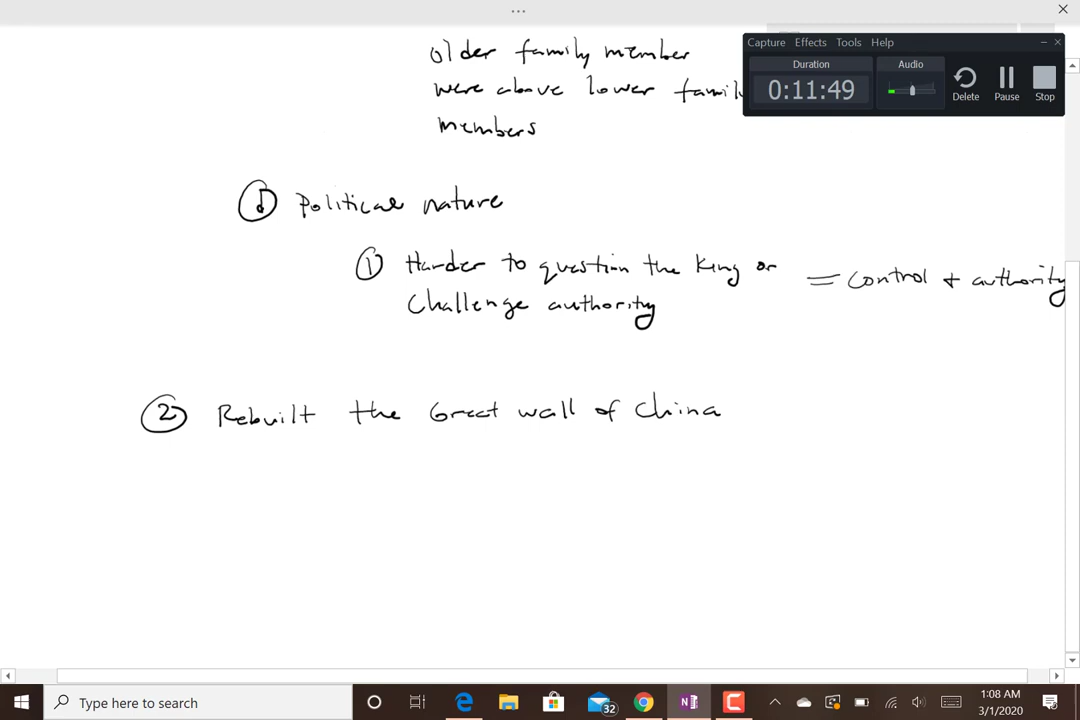 older family member
were above lower family
members
Political nature
① Harder to question the King or
Challenge authority
= Control + authority
② Rebuilt the Great wall of China
Capture Effects Tools Help
Duration
0:11:49
Audio
Delete Pause Stop
Type here to search
32
1:08 AM
3/1/2020